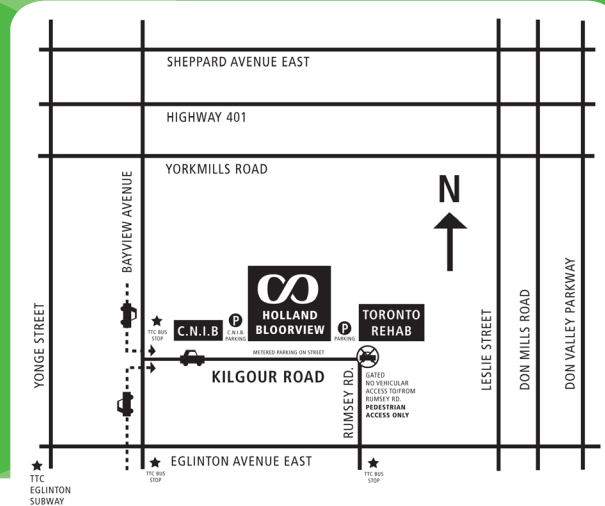 SHEPPARD AVENUE EAST
HIGHWAY 401
YORKMILLS ROAD
BAYVIEW AVENUE
N
YONGE STREET
TTC BUS
STOP
C.N.I.B
P
C.N.I.B.
PARKING
HOLLAND
BLOORVIEW
P
PARKING
TORONTO
REHAB
LESLIE STREET
DON MILLS ROAD
DON VALLEY PARKWAY
METERED PARKING ON STREET
KILGOUR ROAD
RUMSEY RD.
GATED
NO VEHICULAR
ACCESS TO/FROM
RUMSEY RD.
PEDESTRIAN
ACCESS ONLY
EGLINTON AVENUE EAST
TTC
EGLINTON
SUBWAY
TTC BUS
STOP
TTC BUS
STOP